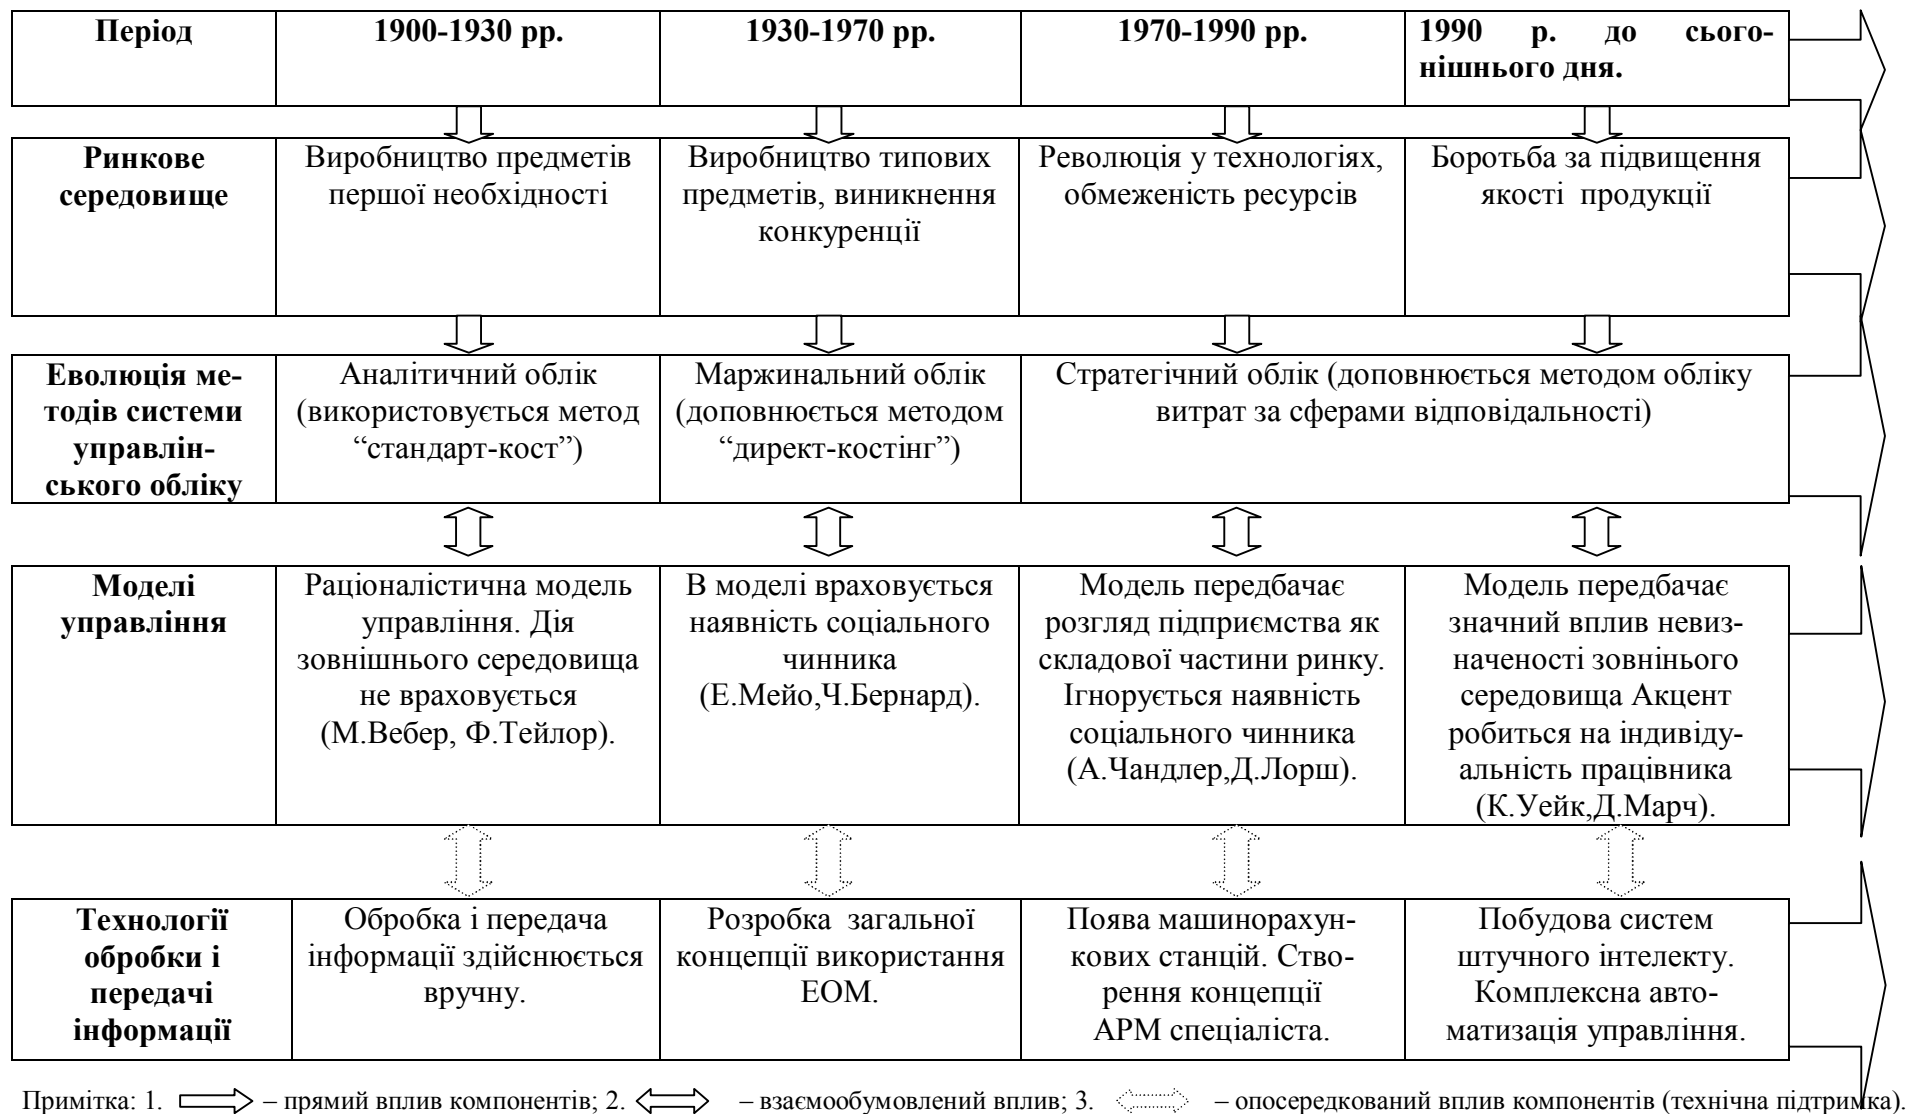 Період
1900-1930 рр.
1930-1970 рр.
1970-1990 рр.
1990 р. до сього-
нішнього дня.
Ринкове
середовище
Виробництво предметів
першої необхідності
Виробництво типових
предметів, виникнення
конкуренції
Революція у технологіях,
обмеженість ресурсів
Боротьба за підвищення
якості продукції
Еволюція ме-
тодів системи
управлін-
ського обліку
Аналітичний облік
(використовується метод
“стандарт-кост”)
Маржинальний облік
(доповнюється методом
“директ-костінг”)
Стратегічний облік (доповнюється методом обліку
витрат за сферами відповідальності)
Моделі
управління
Раціоналістична модель
управління. Дія
зовнішнього середовища
не враховується
(М.Вебер, Ф.Тейлор).
В моделі враховується
наявність соціального
чинника
(Е.Мейо,Ч.Бернард).
Модель передбачає
розгляд підприємства як
складової частини ринку.
Ігнорується наявність
соціального чинника
(А.Чандлер,Д.Лорш).
Модель передбачає
значний вплив невиз-
наченості зовнінього
середовища Акцент
робиться на індивіду-
альність працівника
(К.Уейк,Д.Марч).
Технології
обробки і
передачі
інформації
Обробка і передача
інформації здійснюється
вручну.
Розробка загальної
концепції використання
ЕОМ.
Поява машинорахун-
кових станцій. Ство-
рення концепції
АРМ спеціаліста.
Побудова систем
штучного інтелекту.
Комплексна авто-
матизація управління.
Примітка: 1. – прямий вплив компонентів; 2. – взаємообумовлений вплив; 3. – опосередкований вплив компонентів (технічна підтримка).